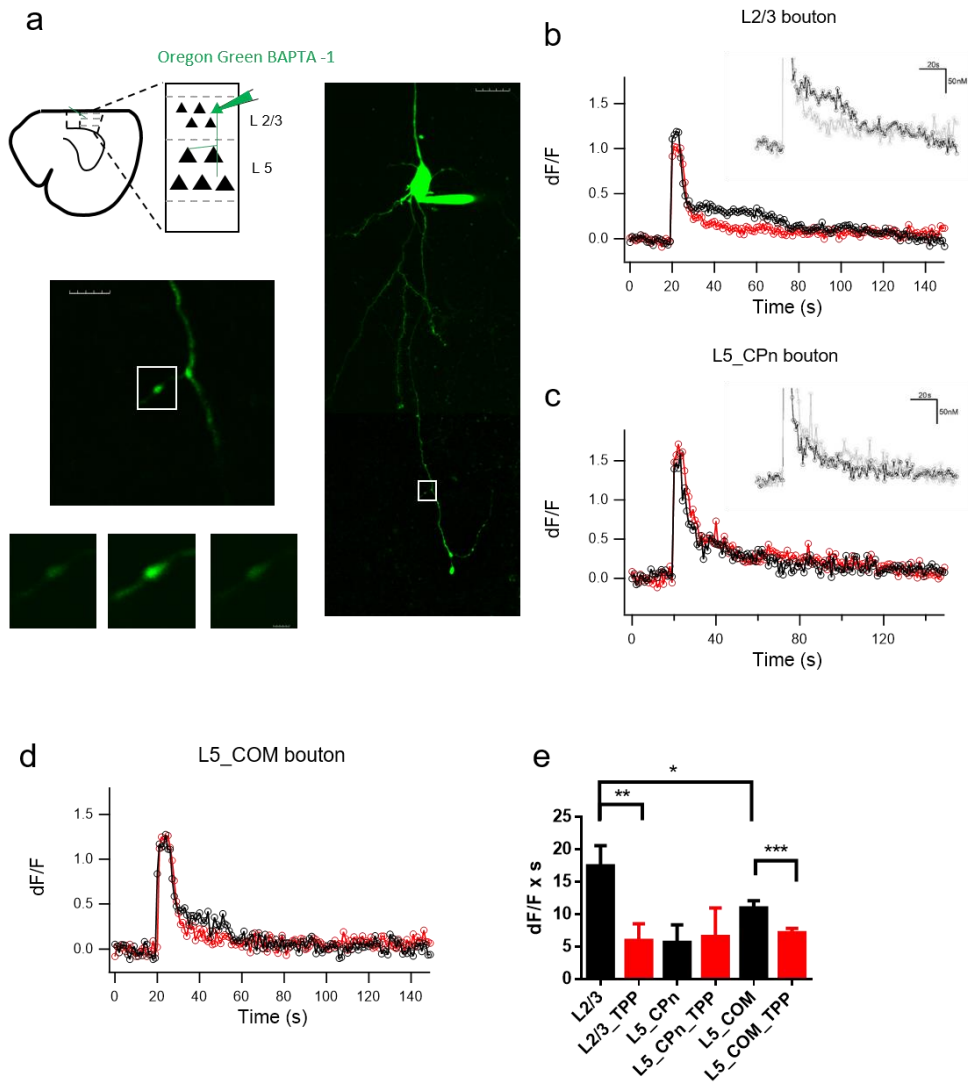 a
Oregon Green BAPTA -1
L 2/3
L 5
b
L2/3 bouton
20s
50nM
1.5
1.0
0.5
0.0
dF/F
0 20 40 60 80 100 120 140
Time (s)
L5_CPn bouton
c
20s
50nM
1.5
1.0
0.5
0.0
dF/F
0 40 80 120
Time (s)
d
L5_COM bouton
1.5
1.0
0.5
0.0
dF/F
0 20 40 60 80 100 120 140
Time (s)
e
*
**
***
25
20
15
10
5
0
dF/F x s
L2/3
L2/3_TPP
L5_CPn
L5_CPn_TPP
L5_COM
L5_COM_TPP